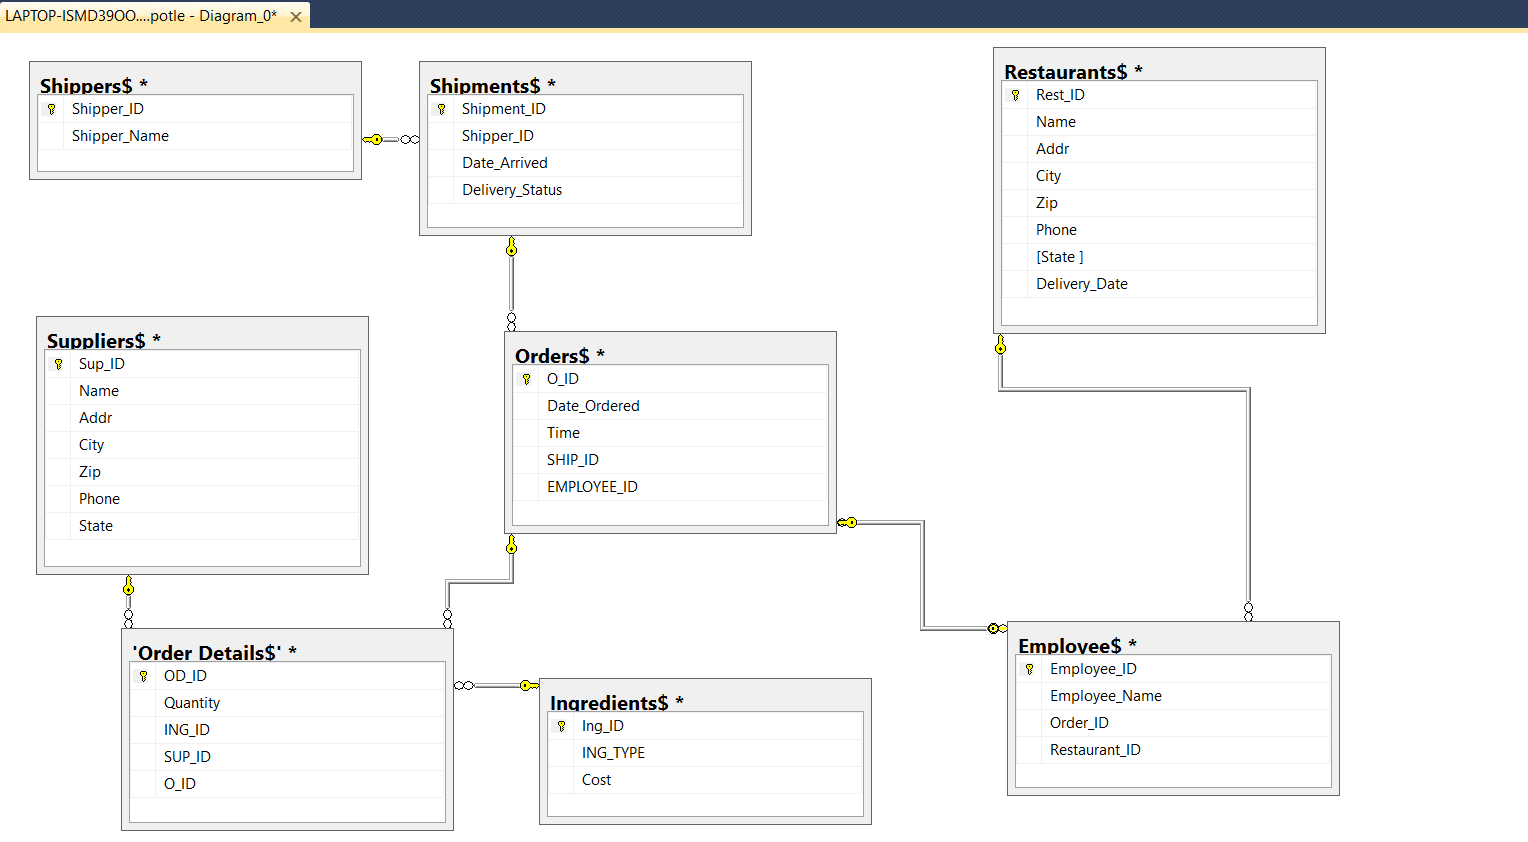 LAPTOP-ISMD39OO....potle - Diagram_0*
Shippers$ *
Shipper_ID
Shipper_Name
Shipments$ *
Shipment_ID
Shipper_ID
Date_Arrived
Delivery_Status
Restaurants$ *
Rest_ID
Name
Addr
City
Zip
Phone
[State ]
Delivery_Date
Suppliers$ *
Sup_ID
Name
Addr
City
Zip
Phone
State
Orders$ *
O_ID
Date_Ordered
Time
SHIP_ID
EMPLOYEE_ID
'Order Details$' *
OD_ID
Quantity
ING_ID
SUP_ID
O_ID
Ingredients$ *
Ing_ID
ING_TYPE
Cost
Employee$ *
Employee_ID
Employee_Name
Order_ID
Restaurant_ID